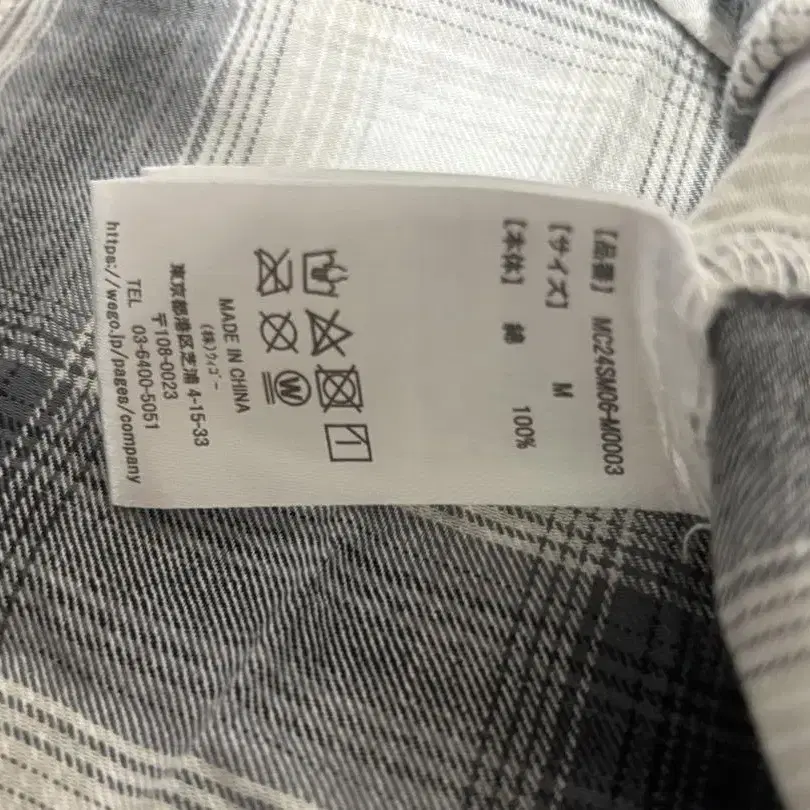 【品番】 MC24SM06-M0003
【サイズ】 M
【本体】 綿 100%
W
MADE IN CHINA
(株)ウィゴー
東京都港区芝浦 4-15-33
〒108-0023
TEL 03-6400-5051
https://wego.jp/pages/company